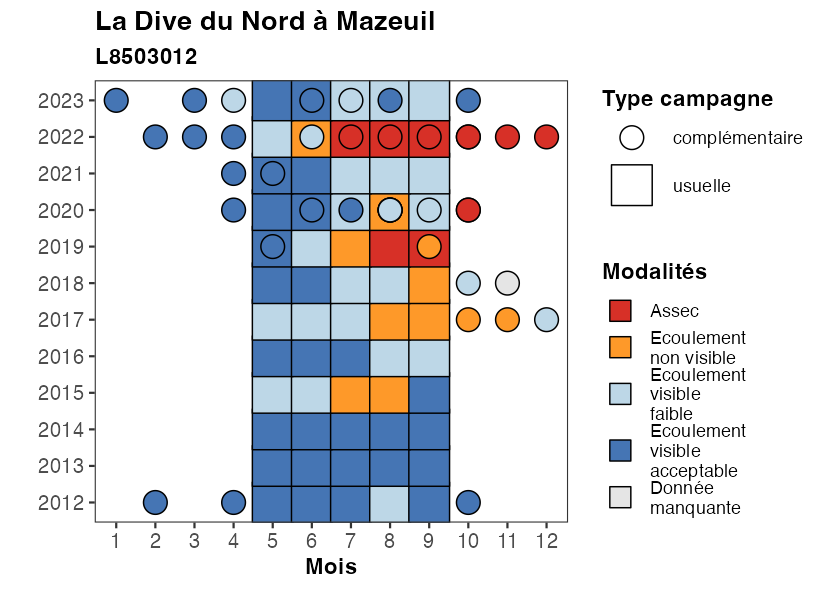 La Dive du Nord à Mazeuil
L8503012
2023
2022
2021
2020
2019
2018
2017
2016
2015
2014
2013
2012
1 2 3 4 5 6 7 8 9 10 11 12
Mois
Type campagne
complémentaire
usuelle
Modalités
Assec
Ecoulement
non visible
Ecoulement
visible
faible
Ecoulement
visible
acceptable
Donnée
manquante